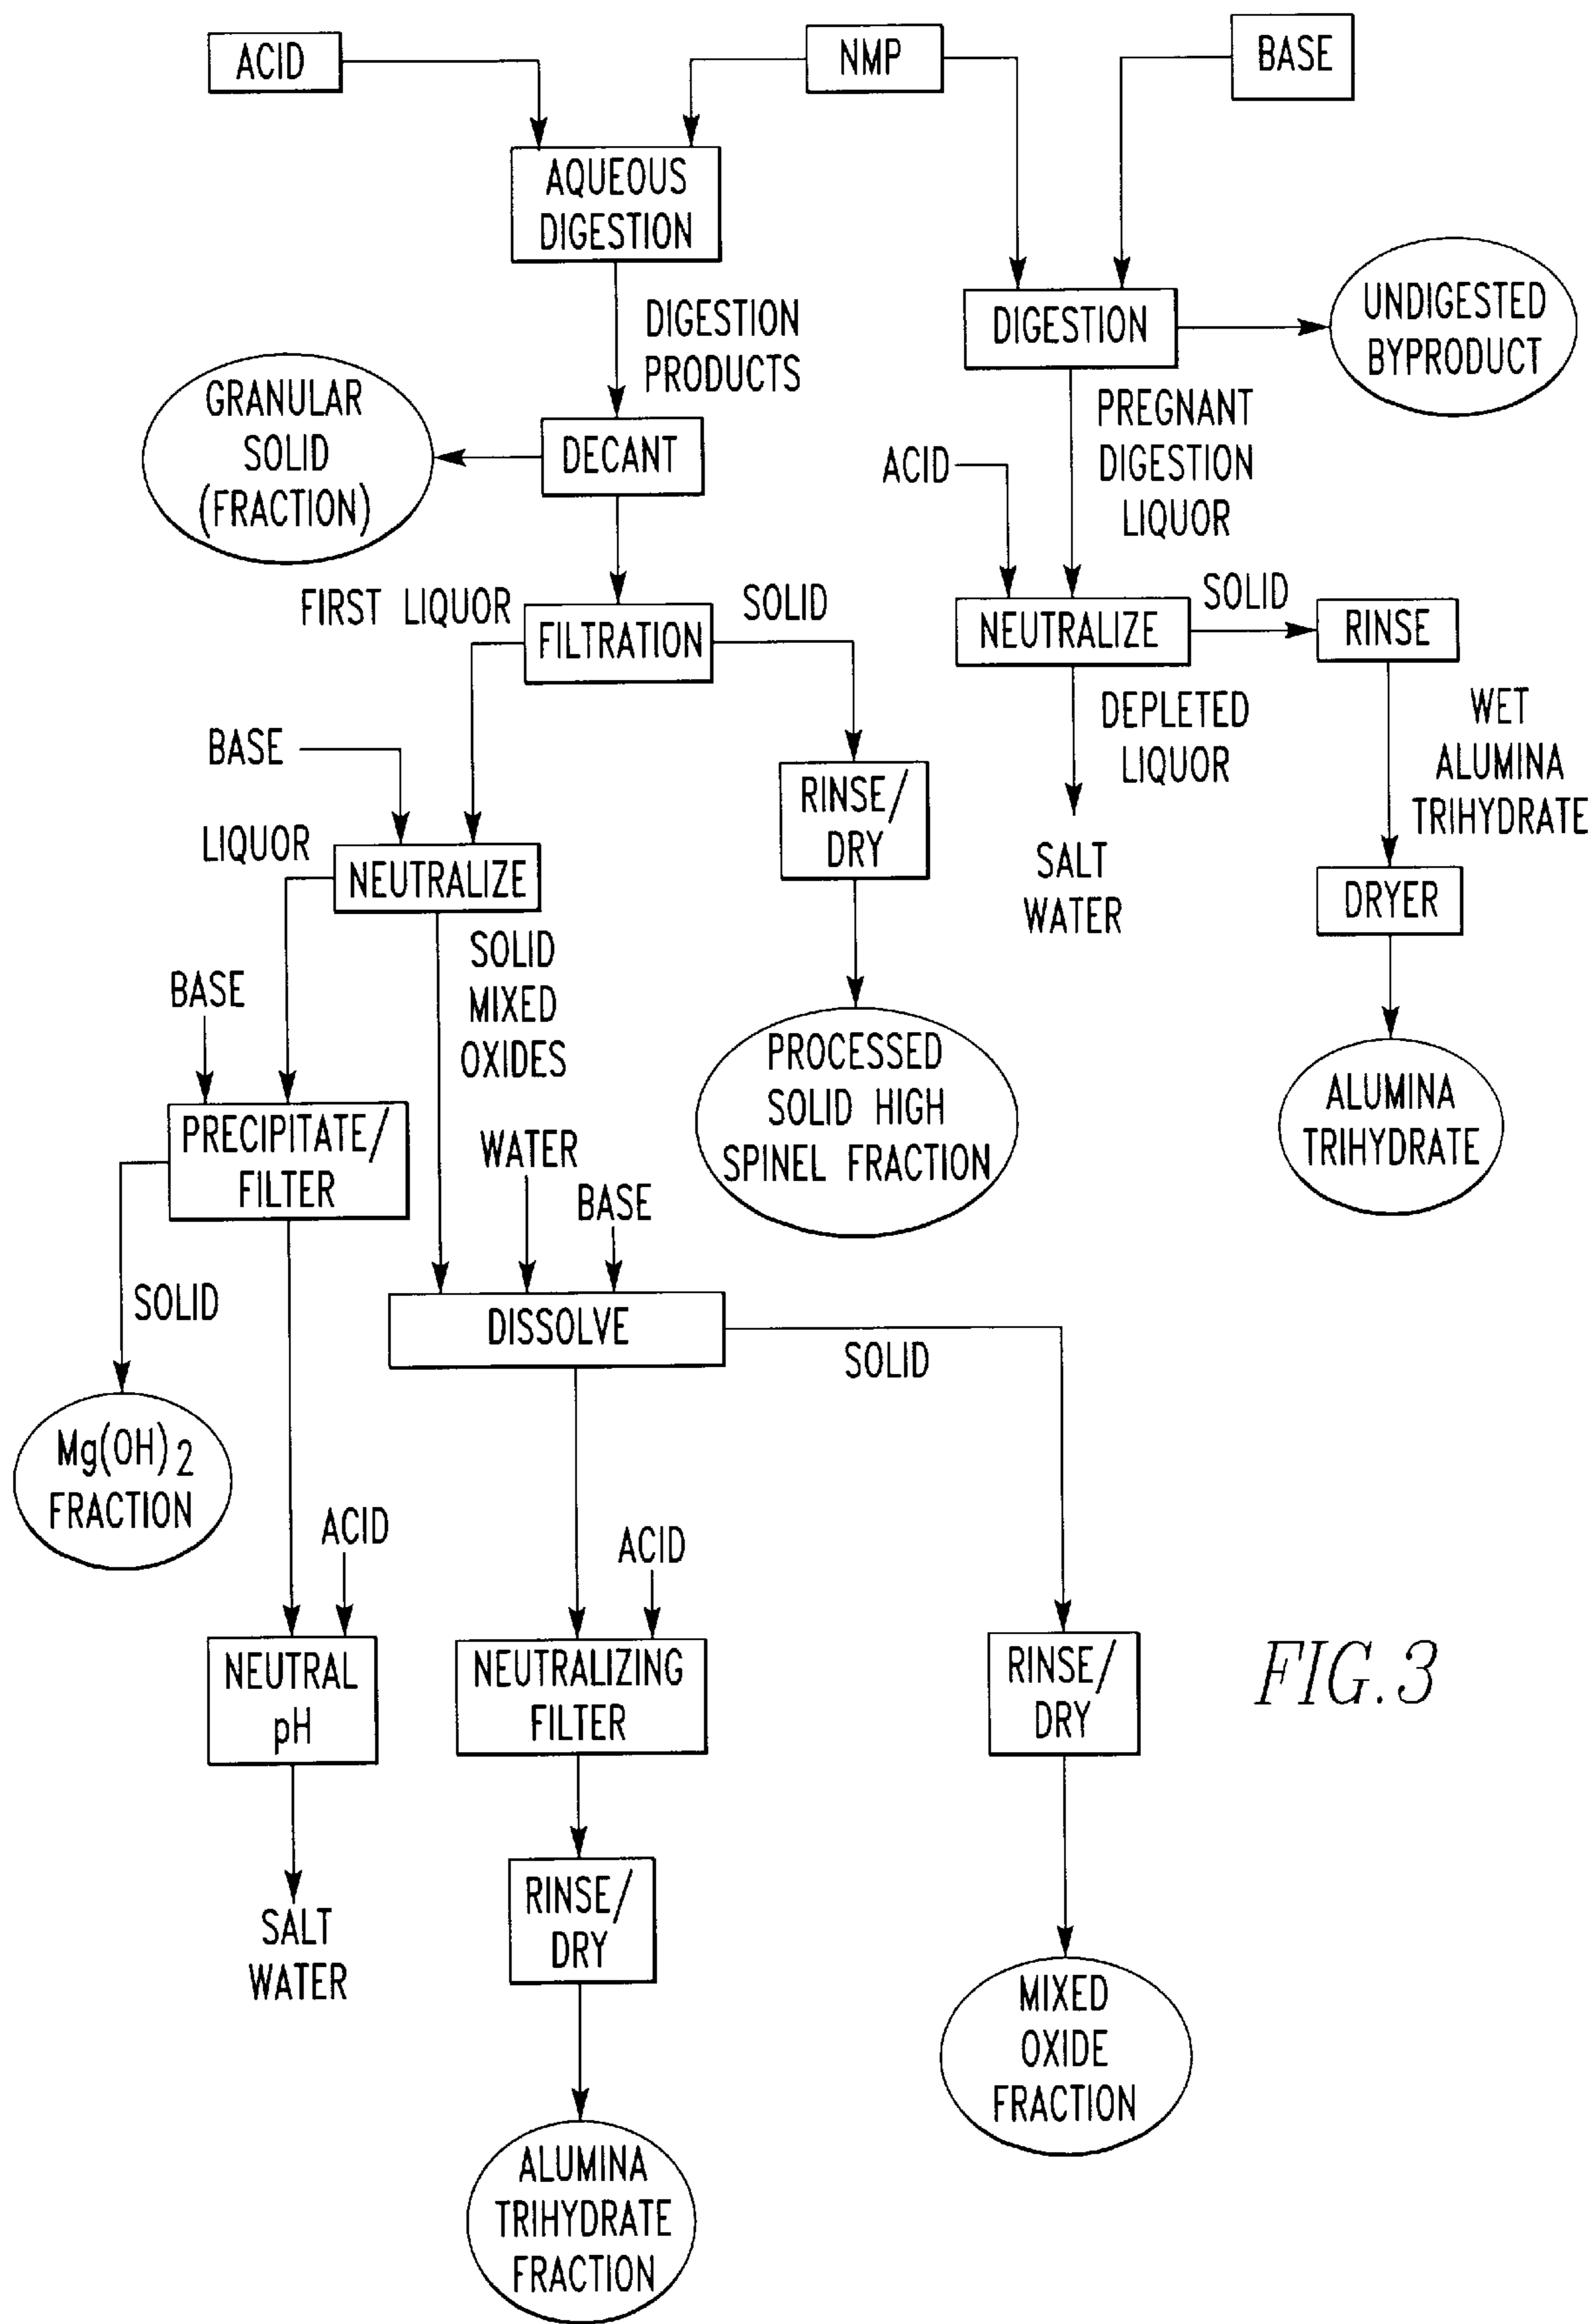 ACID
NMP
BASE
AQUEOUS
DIGESTION
DIGESTION
PRODUCTS
DIGESTION
UNDIGESTED
BYPRODUCT
GRANULAR
SOLID
(FRACTION)
DECANT
PREGNANT
DIGESTION
LIQUOR
ACID
FIRST LIQUOR
FILTRATION
SOLID
NEUTRALIZE
SOLID
RINSE
DEPLETED
LIQUOR
WET
ALUMINA
TRIHYDRATE
BASE
LIQUOR
NEUTRALIZE
RINSE/
DRY
SALT
WATER
DRYER
SOLID
MIXED
OXIDES
BASE
PRECIPITATE/
FILTER
WATER
BASE
PROCESSED
SOLID HIGH
SPINEL FRACTION
ALUMINA
TRIHYDRATE
SOLID
DISSOLVE
SOLID
Mg(OH)2
FRACTION
ACID
ACID
NEUTRAL
pH
NEUTRALIZING
FILTER
RINSE/
DRY
FIG.3
SALT
WATER
RINSE/
DRY
MIXED
OXIDE
FRACTION
ALUMINA
TRIHYDRATE
FRACTION